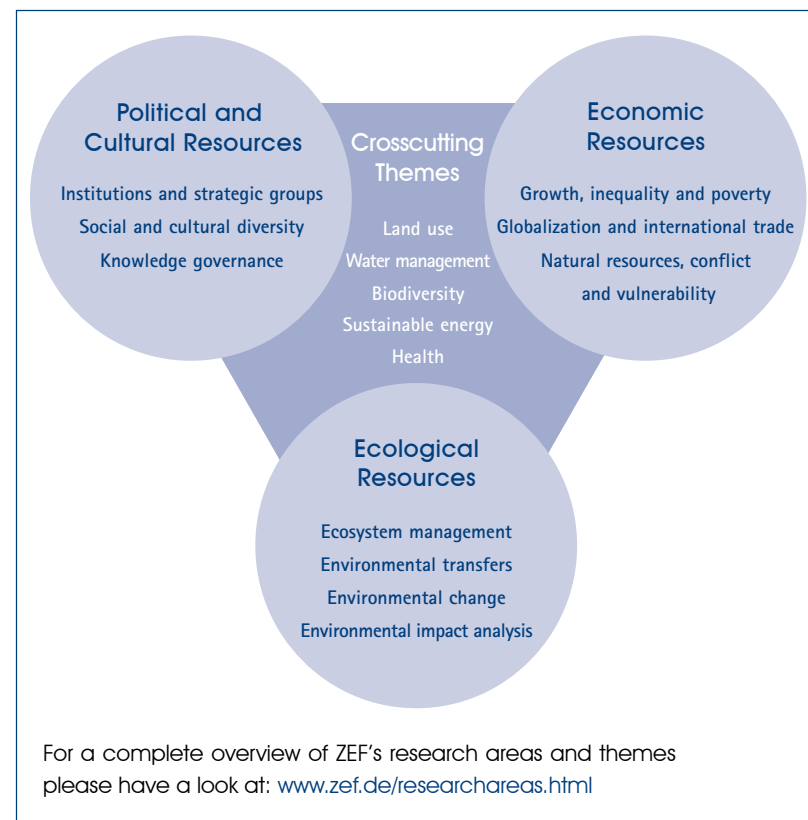 Political and
Cultural Resources
Institutions and strategic groups
Social and cultural diversity
Knowledge governance
Crosscutting
Themes
Land use
Water management
Biodiversity
Sustainable energy
Health
Economic
Resources
Growth, inequality and poverty
Globalization and international trade
Natural resources, conflict
and vulnerability
Ecological
Resources
Ecosystem management
Environmental transfers
Environmental change
Environmental impact analysis
For a complete overview of ZEF's research areas and themes
please have a look at: www.zef.de/researchareas.html